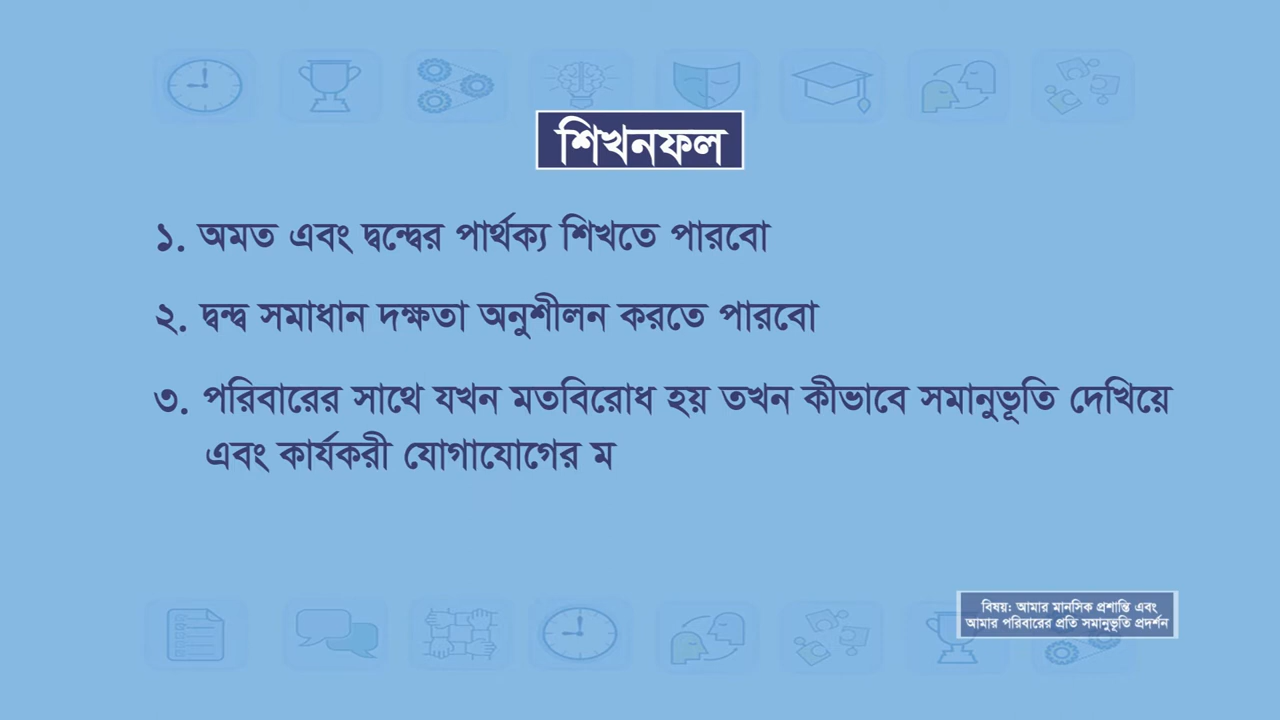 শিখনফল
১. অমত এবং দ্বন্দ্বের পার্থক্য শিখতে পারবো
২. দ্বন্দ্ব সমাধান দক্ষতা অনুশীলন করতে পারবো
৩. পরিবারের সাথে যখন মতবিরোধ হয় তখন কীভাবে সমানুভূতি দেখিয়ে
এবং কার্যকরী যোগাযোগের ম
বিষয়: আমার মানসিক প্রশান্তি এবং
আমার পরিবারের প্রতি সমানুভূতি প্রদর্শন